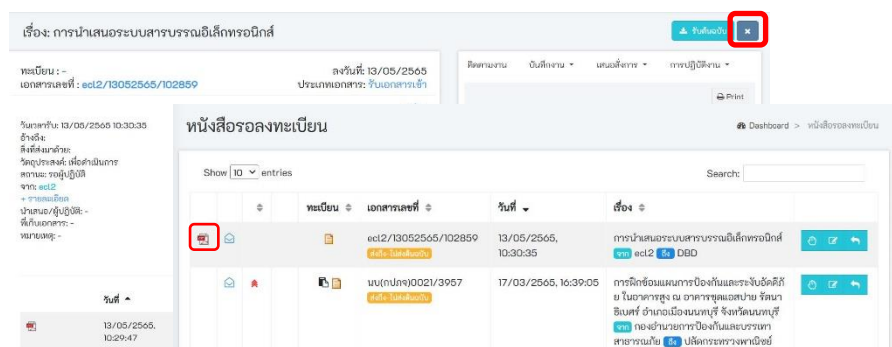 เรื่อง: การนำเสนอระบบสารบรรณอิเล็กทรอนิกส์
รับต้นฉบับ
×
ทะเบียน : -
ลงวันที่: 13/05/2565
เอกสารเลขที่ : ecl2/13052565/102859
ประเภทเอกสาร: รับเอกสารเข้า
ติดตามงาน บันทึกงาน เสนอสั่งการ การปฏิบัติงาน
Print
วันเวลารับ: 13/05/2565 10:30:35
อ้างถึง:
สิ่งที่ส่งมาด้วย:
วัตถุประสงค์: เพื่อดำเนินการ
สถานะ: รอผู้ปฏิบัติ
จาก: ecl2
+ รายละเอียด
นำเสนอ/ผู้ปฏิบัติ: -
ที่เก็บเอกสาร: -
หมายเหตุ: -
วันที่
13/05/2565,
10:29:47
หนังสือรอลงทะเบียน
Dashboard > หนังสือรอลงทะเบียน
Show 10 entries
Search:
ทะเบียน เอกสารเลขที่ วันที่ เรื่อง
ecl2/13052565/102859
ส่งถึง-ไม่ส่งต้นฉบับ
13/05/2565,
10:30:35
การนำเสนอระบบสารบรรณอิเล็กทรอนิกส์
จาก ecl2 ถึง DBD
นบ(กปภจ)0021/3957
ส่งถึง-ไม่ส่งต้นฉบับ
17/03/2565, 16:39:05
การฝึกซ้อมแผนการป้องกันและระงับอัคคีภั
ย ในอาคารสูง ณ อาคารชุดแอสปาย รัตนา
ธิเบศร์ อำเภอเมืองนนทบุรี จังหวัดนนทบุรี
จาก กองอำนวยการป้องกันและบรรเทา
สาธารณภัย ถึง ปลัดกระทรวงพาณิชย์